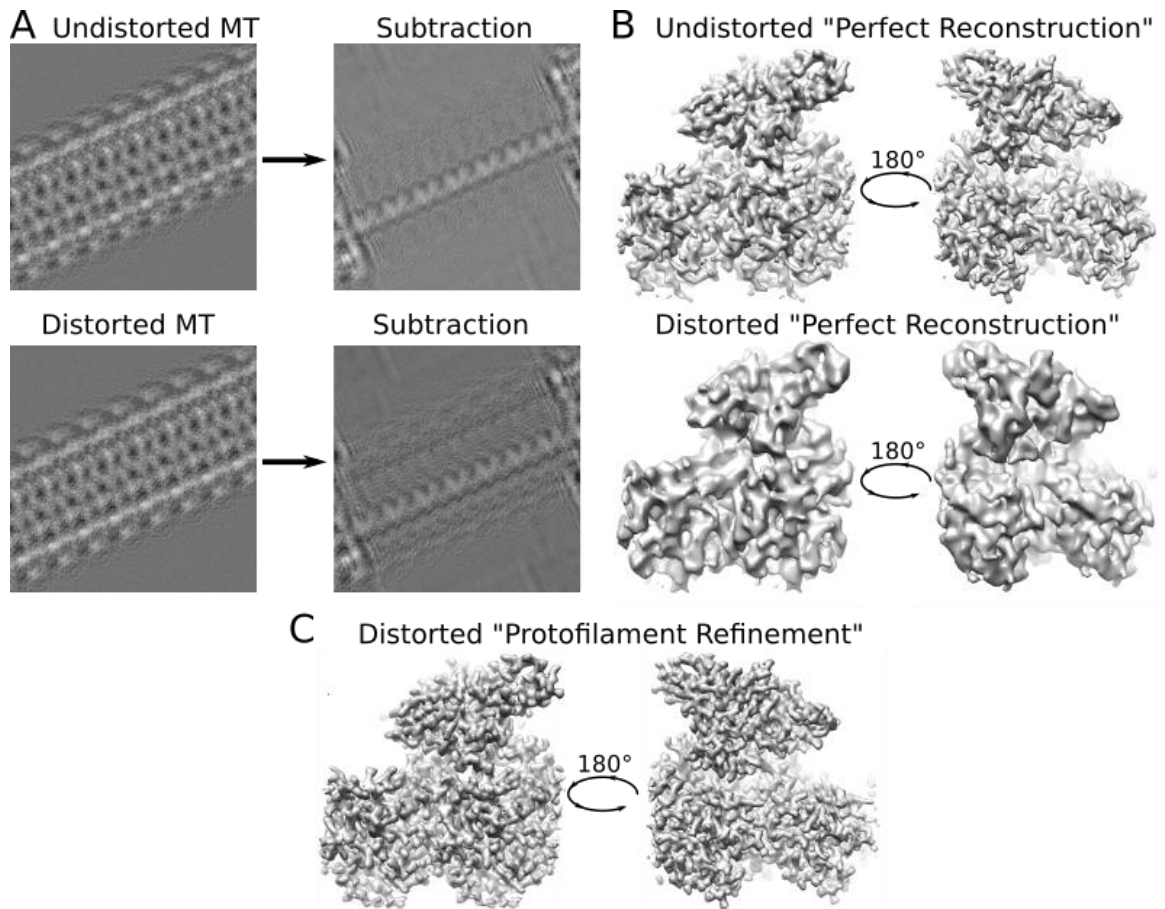 A Undistorted MT Subtraction
B Undistorted "Perfect Reconstruction"
180°
Distorted MT Subtraction
Distorted "Perfect Reconstruction"
180°
C Distorted "Protofilament Refinement"
180°